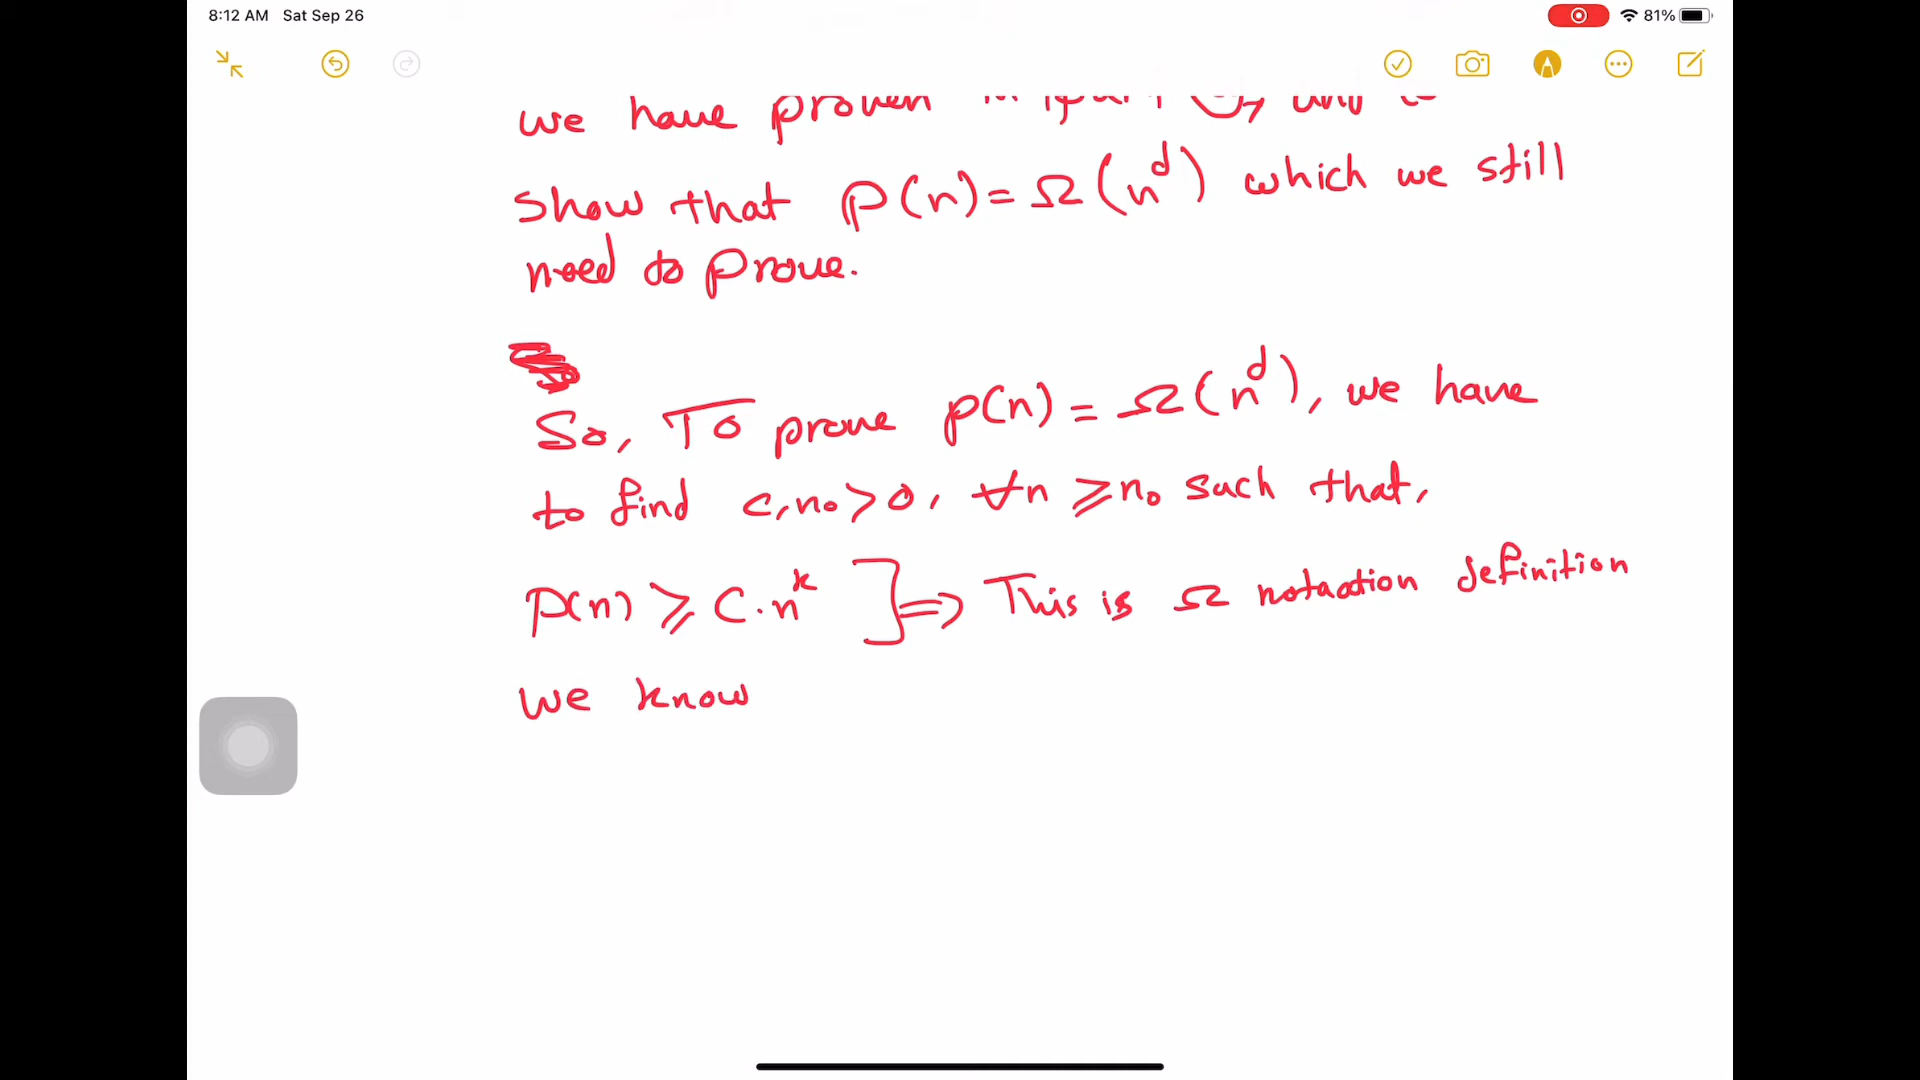 8:12 AM Sat Sep 26 81%
we have proven
show that p(n) = Ω(n^d) which we still
need to prove.
So, To prove p(n) = Ω(n^d), we have
to find c, n₀ > 0, ∀n ⩾ n₀ such that,
p(n) ⩾ C·n^k ] ⇒ This is Ω notaction definition
we know